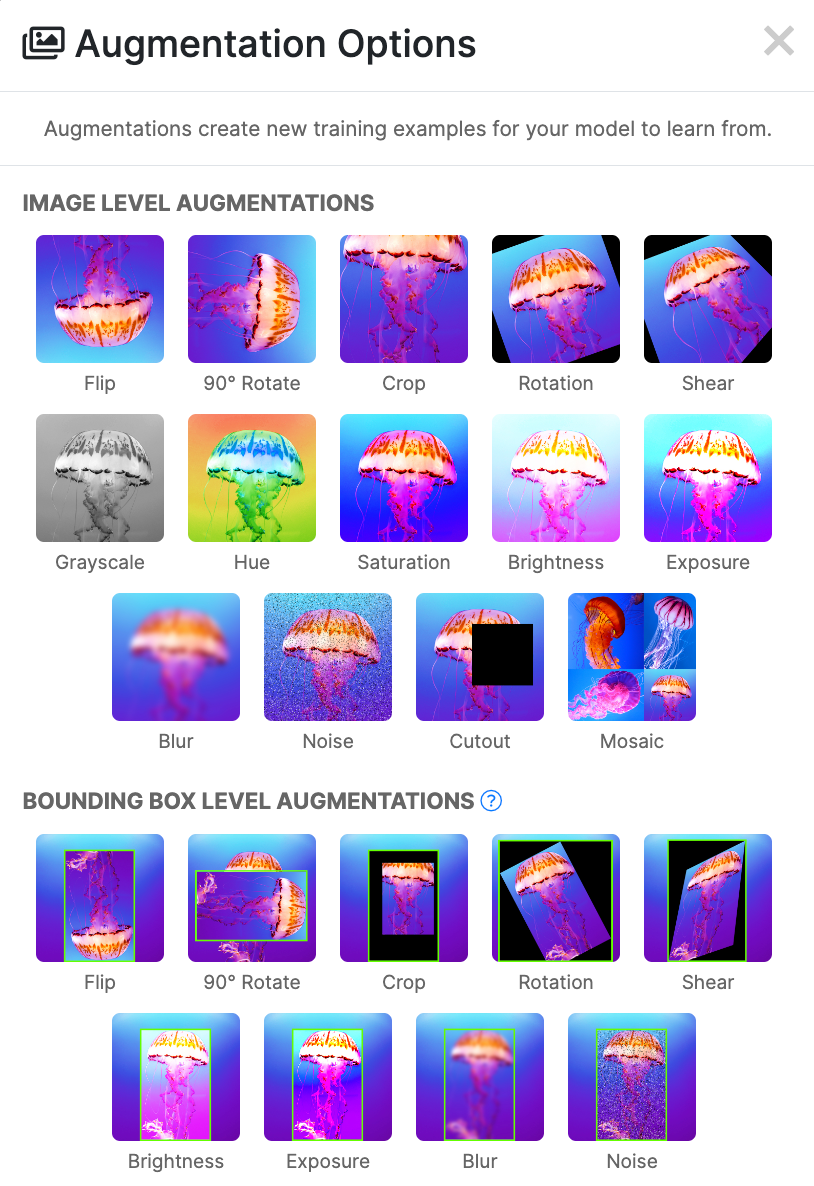 Augmentation Options
Augmentations create new training examples for your model to learn from.
IMAGE LEVEL AUGMENTATIONS
Flip
90° Rotate
Crop
Rotation
Shear
Grayscale
Hue
Saturation
Brightness
Exposure
Blur
Noise
Cutout
Mosaic
BOUNDING BOX LEVEL AUGMENTATIONS ?
Flip
90° Rotate
Crop
Rotation
Shear
Brightness
Exposure
Blur
Noise